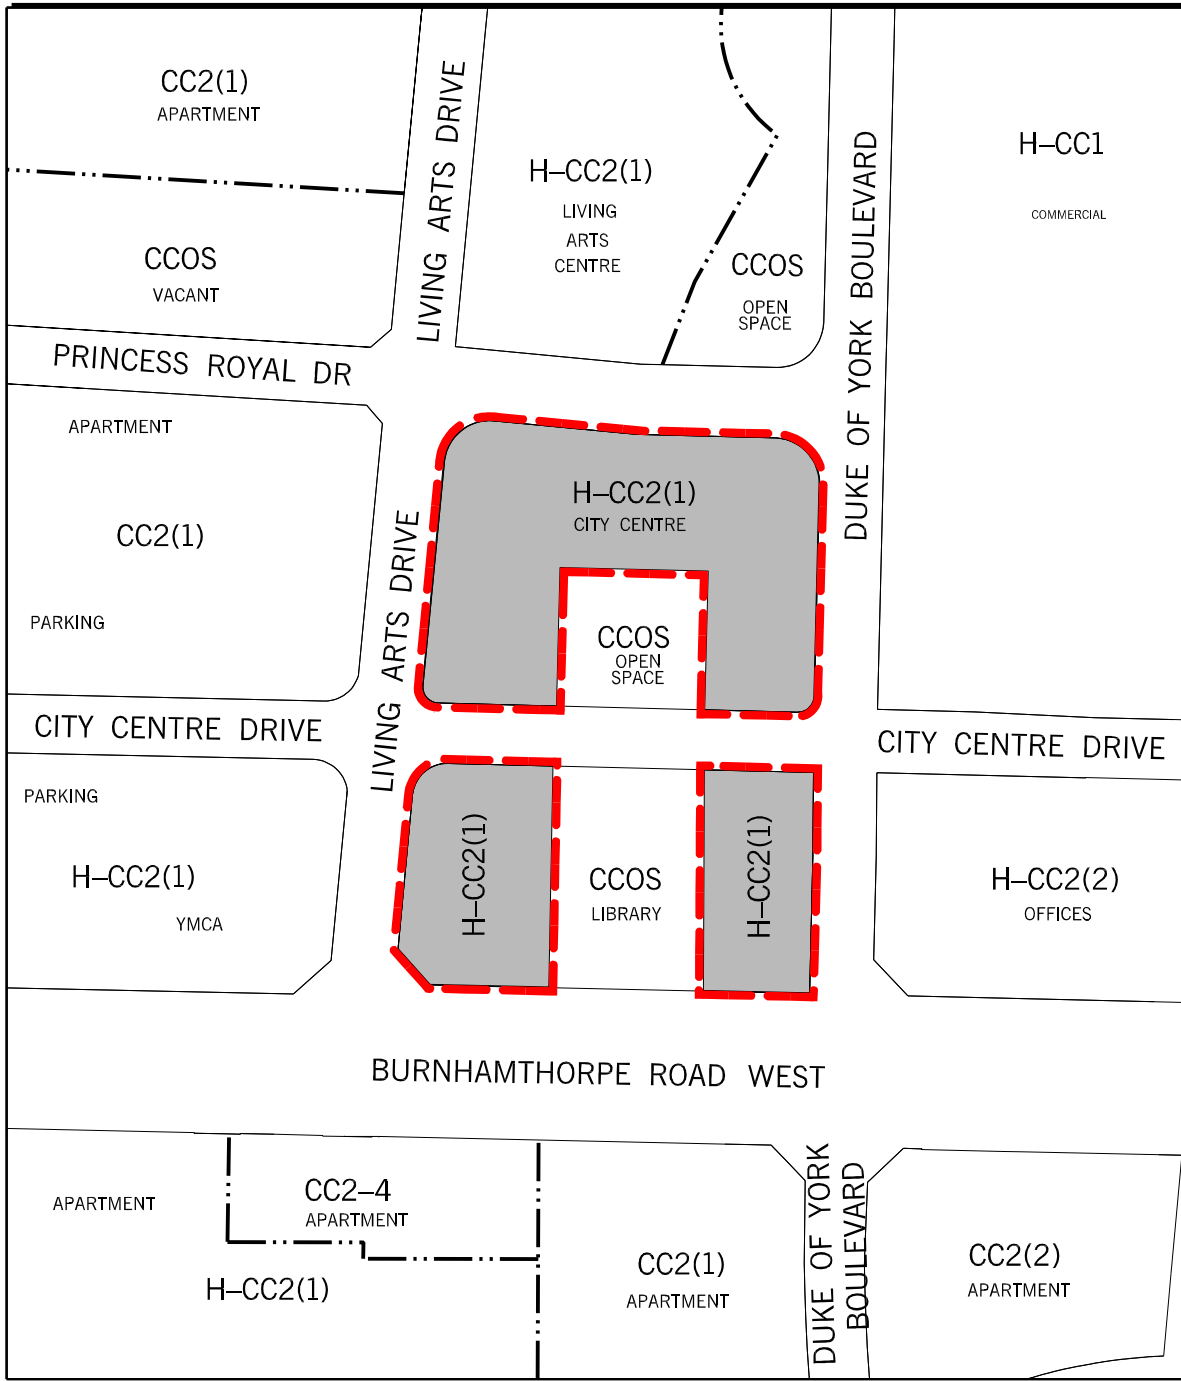 CC2(1)
APARTMENT
LIVING ARTS DRIVE
H–CC2(1)
LIVING
ARTS
CENTRE
DUKE OF YORK BOULEVARD
H–CC1
COMMERCIAL
CCOS
VACANT
CCOS
OPEN
SPACE
PRINCESS ROYAL DR
APARTMENT
CC2(1)
PARKING
LIVING ARTS DRIVE
H–CC2(1)
CITY CENTRE
CCOS
OPEN
SPACE
CITY CENTRE DRIVE
CITY CENTRE DRIVE
PARKING
H–CC2(1)
YMCA
H–CC2(1)
CCOS
LIBRARY
H–CC2(1)
H–CC2(2)
OFFICES
BURNHAMTHORPE ROAD WEST
APARTMENT
CC2–4
APARTMENT
H–CC2(1)
CC2(1)
APARTMENT
DUKE OF YORK
BOULEVARD
CC2(2)
APARTMENT